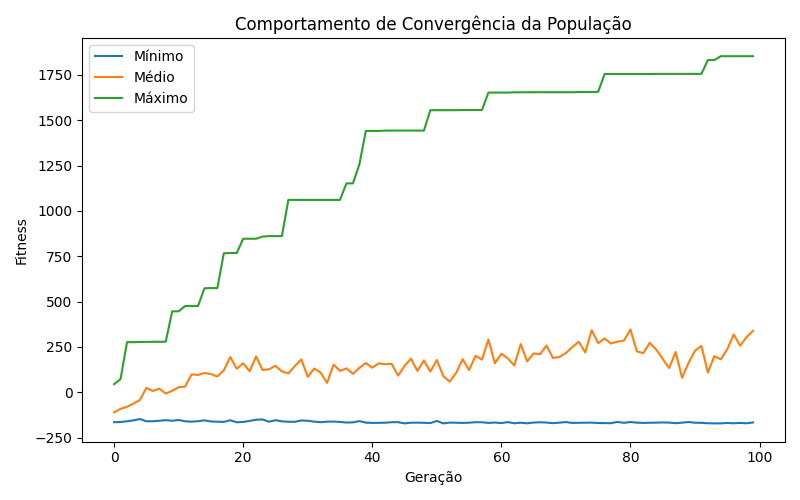 Comportamento de Convergência da População
Mínimo
Médio
Máximo
Fitness
1750
1500
1250
1000
750
500
250
0
−250
0 20 40 60 80 100
Geração